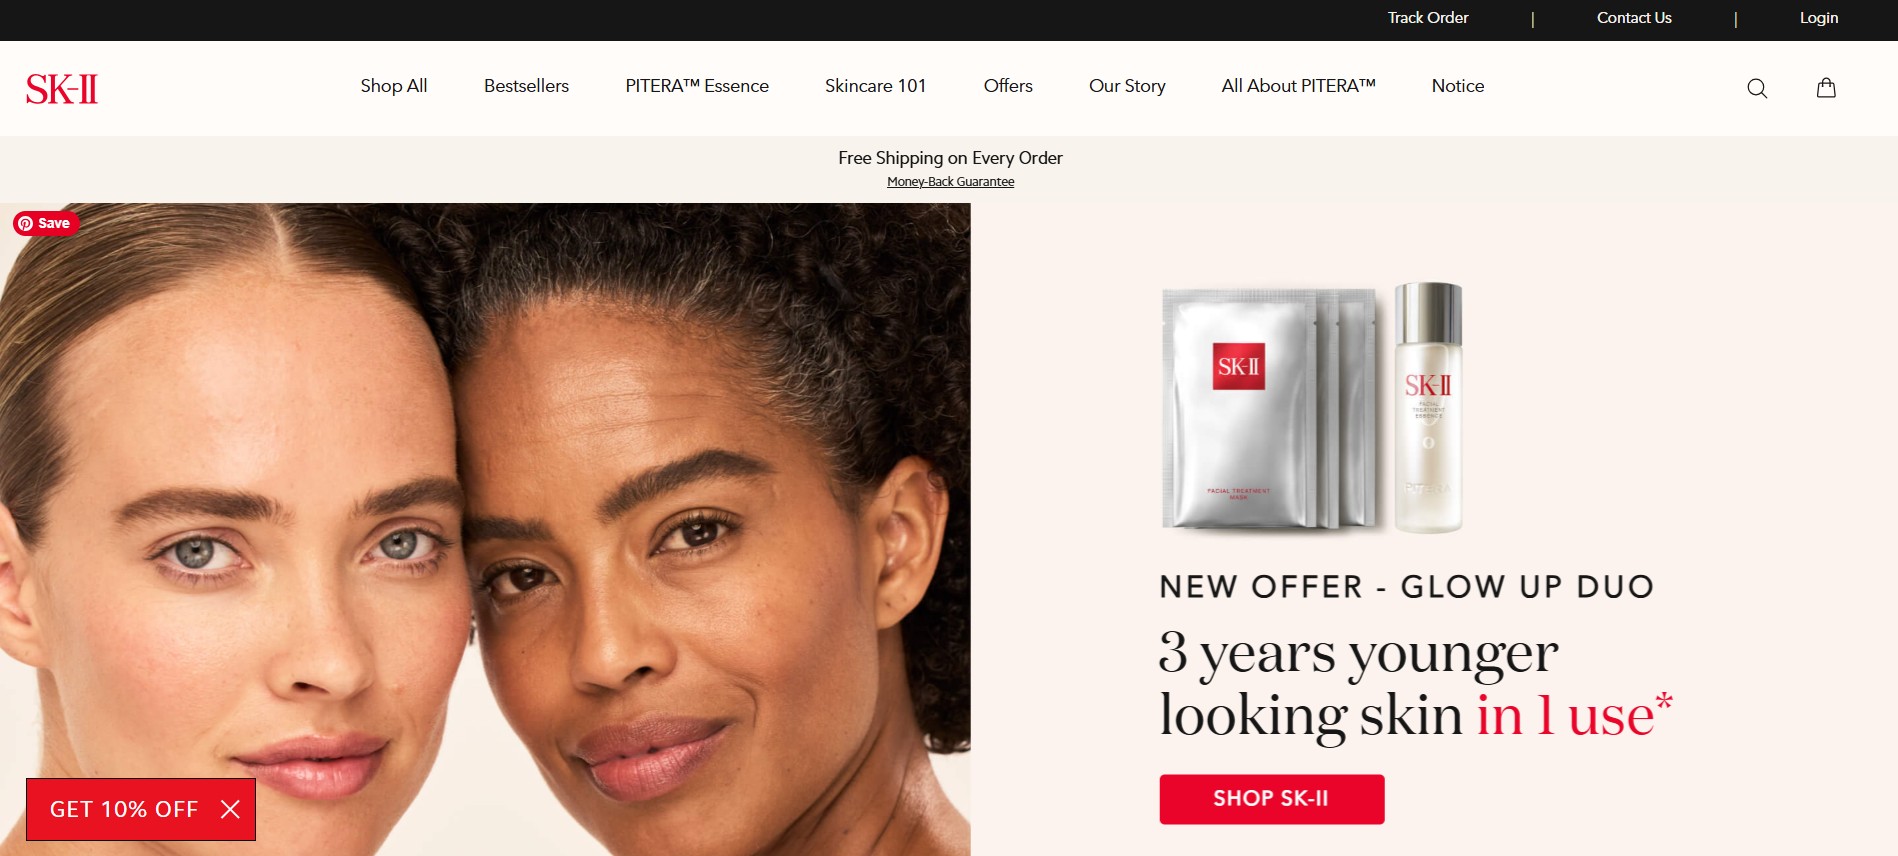 Track Order | Contact Us | Login
SK-II
Shop All Bestsellers PITERA™ Essence Skincare 101 Offers Our Story All About PITERA™ Notice
Free Shipping on Every Order
Money-Back Guarantee
Save
SK-II
FACIAL TREATMENT
MASK
SK-II
FACIAL
TREATMENT
ESSENCE
PITERA
NEW OFFER - GLOW UP DUO
3 years younger
looking skin in 1 use*
SHOP SK-II
GET 10% OFF